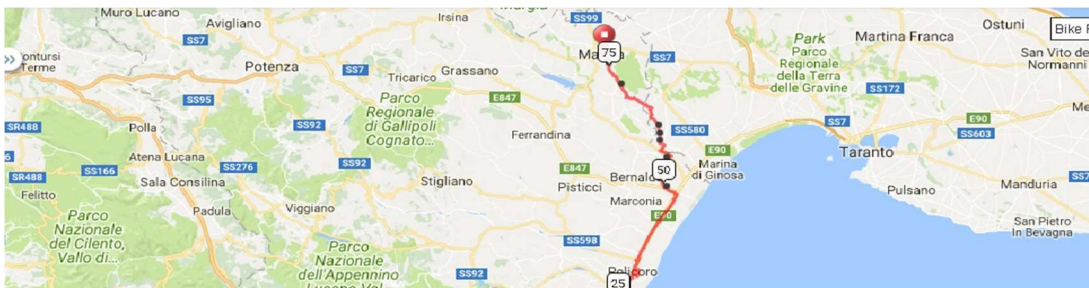 Muro Lucano
Avigliano
Irsina
SS99
Ostuni
Bike
Martina Franca
San Vito de
Normanni
Contursi
Terme
SS7
Potenza
SS7
75
SS7
Park
Parco
Regionale
della Terra
delle Gravine
SS172
Tricarico
Grassano
E847
SS95
Parco
Regionale
di Gallipoli
Cognato...
SR488
Polla
SS92
Ferrandina
SS580
SS7
E90
SS603
Atena Lucana
SS276
SS92
E90
Taranto
SS166
SR488
Felitto
Sala Consilina
Stigliano
E847
Pisticci
50
Marina
di Ginosa
Pulsano
Manduria
SS7
Marconia
Padula
Viggiano
E90
San Pietro
In Bevagna
Parco
Nazionale
del Cilento,
Vallo di...
Parco
Nazionale
dell'Appennino
SS92
SS598
Policoro
25